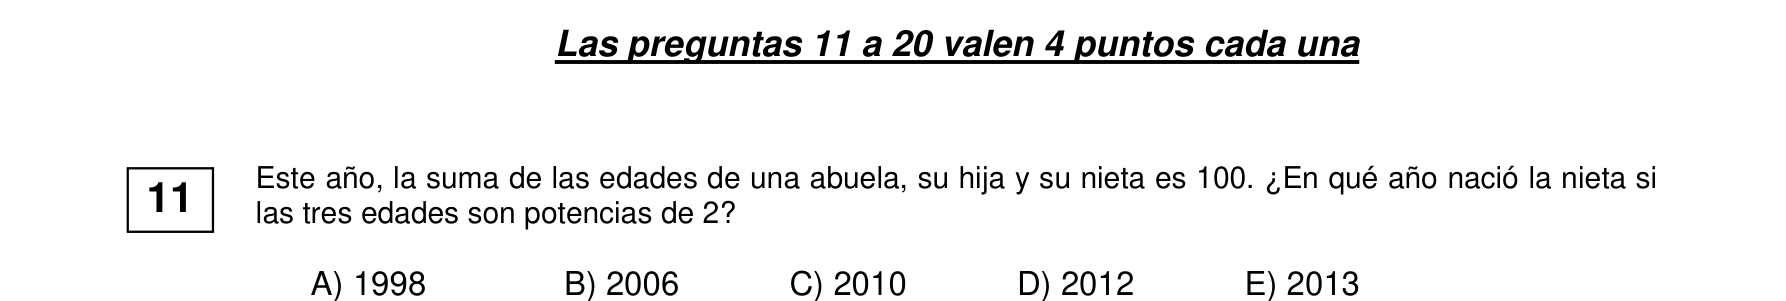 Las preguntas 11 a 20 valen 4 puntos cada una
11
Este año, la suma de las edades de una abuela, su hija y su nieta es 100. ¿En qué año nació la nieta si
las tres edades son potencias de 2?
A) 1998 B) 2006 C) 2010 D) 2012 E) 2013